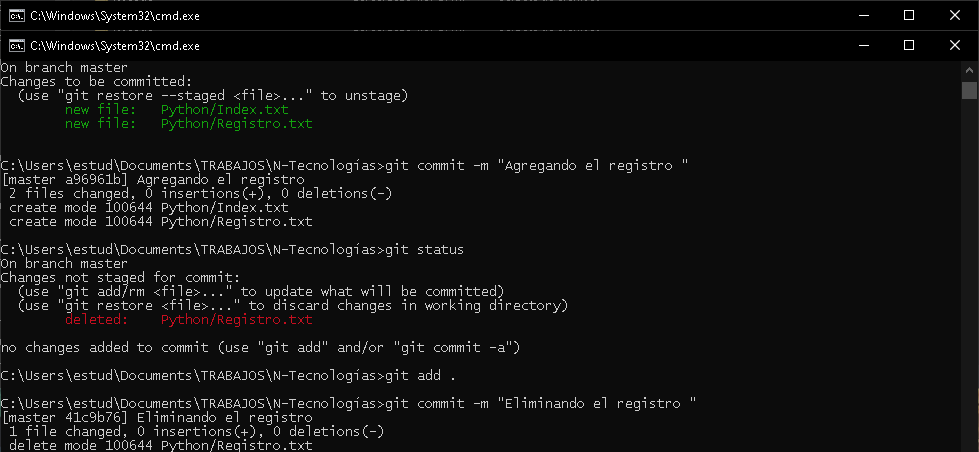 C:\Windows\System32\cmd.exe
C:\Windows\System32\cmd.exe
On branch master
Changes to be committed:
  (use "git restore --staged <file>..." to unstage)
        new file:   Python/Index.txt
        new file:   Python/Registro.txt
C:\Users\estud\Documents\TRABAJOS\N-Tecnologías>git commit -m "Agregando el registro "
[master a96961b] Agregando el registro
 2 files changed, 0 insertions(+), 0 deletions(-)
 create mode 100644 Python/Index.txt
 create mode 100644 Python/Registro.txt
C:\Users\estud\Documents\TRABAJOS\N-Tecnologías>git status
On branch master
Changes not staged for commit:
  (use "git add/rm <file>..." to update what will be committed)
  (use "git restore <file>..." to discard changes in working directory)
        deleted:    Python/Registro.txt
no changes added to commit (use "git add" and/or "git commit -a")
C:\Users\estud\Documents\TRABAJOS\N-Tecnologías>git add .
C:\Users\estud\Documents\TRABAJOS\N-Tecnologías>git commit -m "Eliminando el registro "
[master 41c9b76] Eliminando el registro
 1 file changed, 0 insertions(+), 0 deletions(-)
 delete mode 100644 Python/Registro.txt